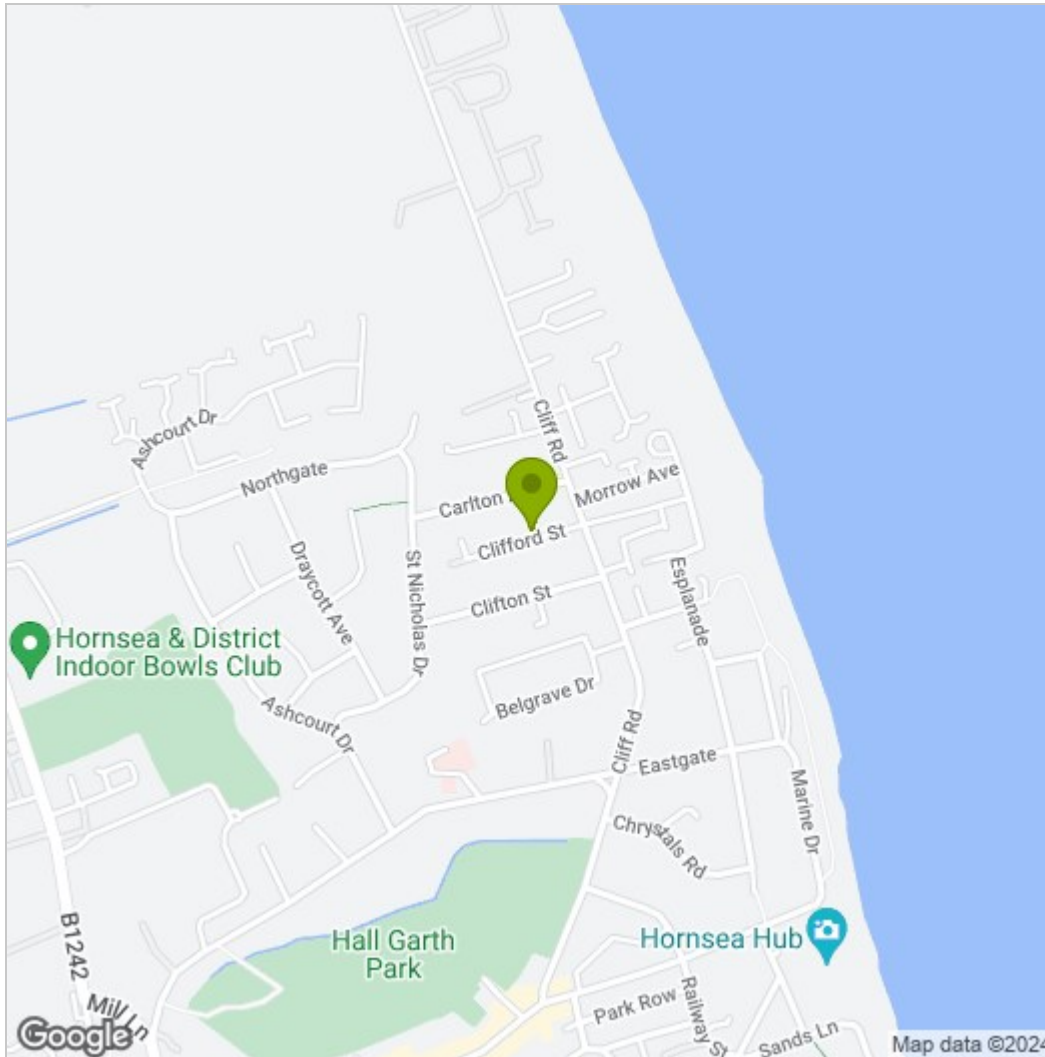 Cliff Rd
Ashcourt Dr
Northgate
Carlton
Morrow Ave
Clifford St
Draycott Ave
St Nicholas Dr
Clifton St
Esplanade
Hornsea & District
Indoor Bowls Club
Belgrave Dr
Ashcourt Dr
Cliff Rd
Eastgate
Marine Dr
Chrystals Rd
B1242
Hall Garth
Park
Hornsea Hub
Mill Ln
Park Row
Railway St
Sands Ln
Google
Map data ©2024